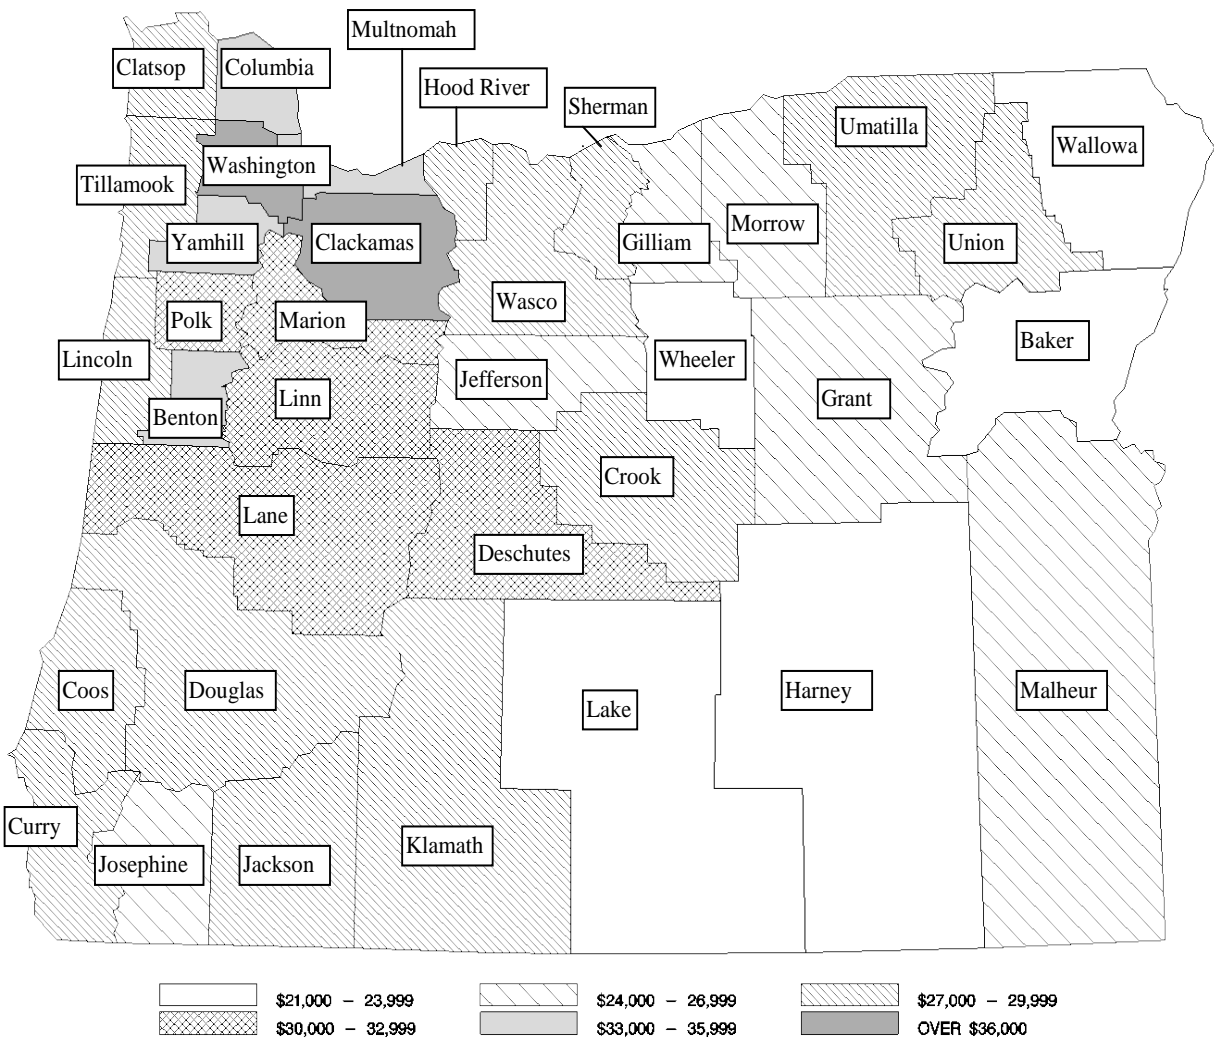 Multnomah
Clatsop
Columbia
Hood River
Sherman
Umatilla
Wallowa
Washington
Tillamook
Yamhill
Clackamas
Gilliam
Morrow
Union
Wasco
Polk
Marion
Lincoln
Jefferson
Wheeler
Baker
Benton
Linn
Grant
Crook
Lane
Deschutes
Coos
Douglas
Lake
Harney
Malheur
Curry
Josephine
Jackson
Klamath
$21,000 – 23,999
$24,000 – 26,999
$27,000 – 29,999
$30,000 – 32,999
$33,000 – 35,999
OVER $36,000